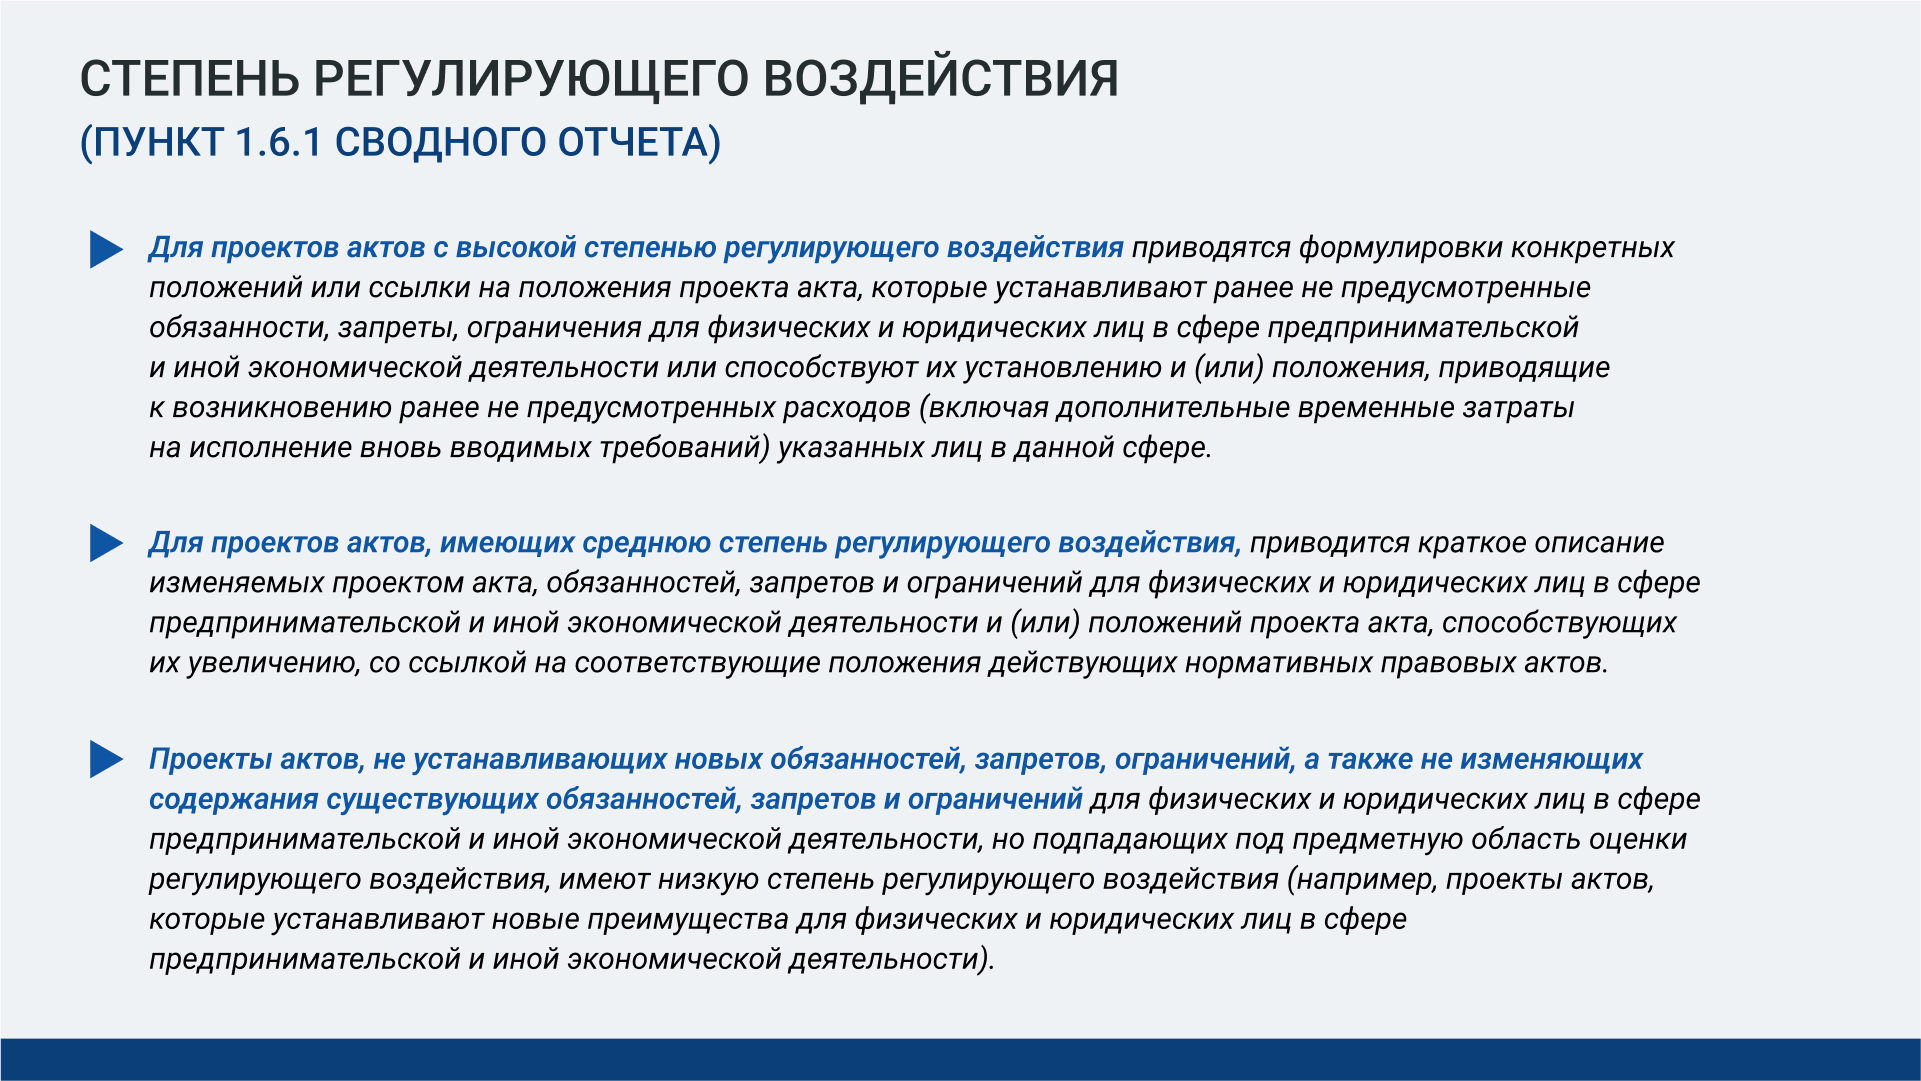 СТЕПЕНЬ РЕГУЛИРУЮЩЕГО ВОЗДЕЙСТВИЯ
(ПУНКТ 1.6.1 СВОДНОГО ОТЧЕТА)
Для проектов актов с высокой степенью регулирующего воздействия приводятся формулировки конкретных
положений или ссылки на положения проекта акта, которые устанавливают ранее не предусмотренные
обязанности, запреты, ограничения для физических и юридических лиц в сфере предпринимательской
и иной экономической деятельности или способствуют их установлению и (или) положения, приводящие
к возникновению ранее не предусмотренных расходов (включая дополнительные временные затраты
на исполнение вновь вводимых требований) указанных лиц в данной сфере.
Для проектов актов, имеющих среднюю степень регулирующего воздействия, приводится краткое описание
изменяемых проектом акта, обязанностей, запретов и ограничений для физических и юридических лиц в сфере
предпринимательской и иной экономической деятельности и (или) положений проекта акта, способствующих
их увеличению, со ссылкой на соответствующие положения действующих нормативных правовых актов.
Проекты актов, не устанавливающих новых обязанностей, запретов, ограничений, а также не изменяющих
содержания существующих обязанностей, запретов и ограничений для физических и юридических лиц в сфере
предпринимательской и иной экономической деятельности, но подпадающих под предметную область оценки
регулирующего воздействия, имеют низкую степень регулирующего воздействия (например, проекты актов,
которые устанавливают новые преимущества для физических и юридических лиц в сфере
предпринимательской и иной экономической деятельности).